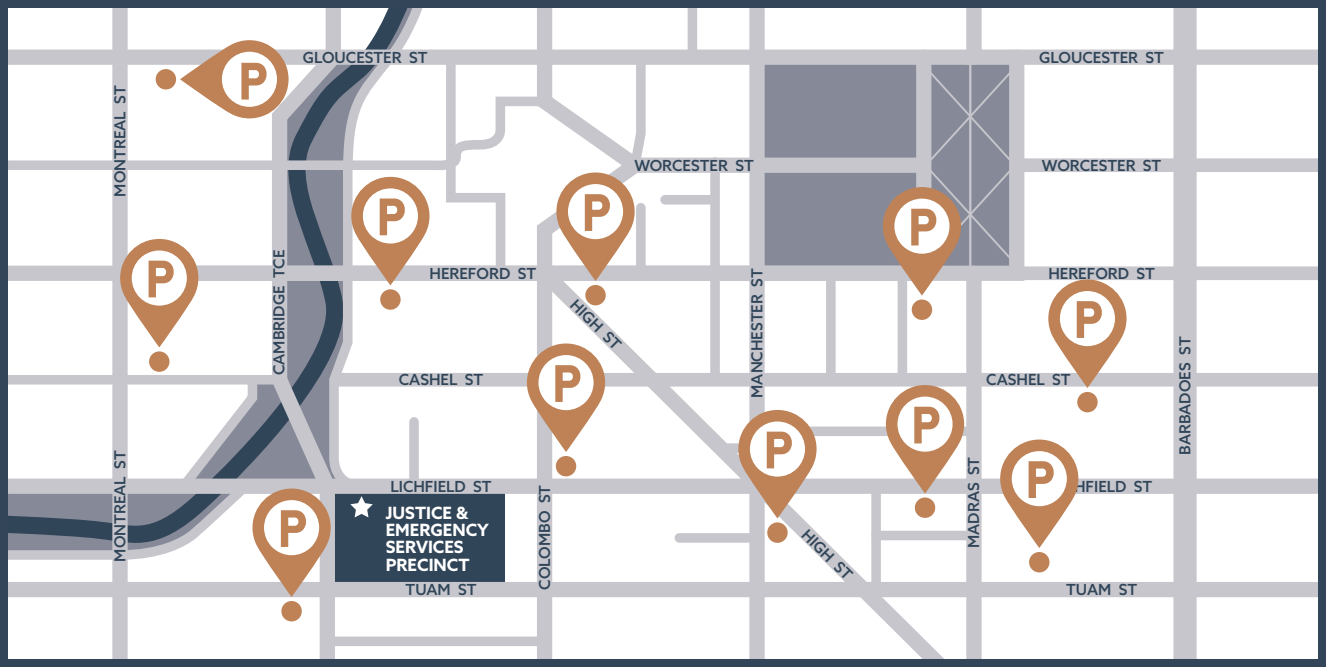 GLOUCESTER ST
GLOUCESTER ST
P
MONTREAL ST
WORCESTER ST
WORCESTER ST
P
P
P
P
CAMBRIDGE TCE
HEREFORD ST
MANCHESTER ST
HEREFORD ST
P
HIGH ST
P
CASHEL ST
CASHEL ST
BARBADOES ST
P
P
P
MONTREAL ST
LICHFIELD ST
COLOMBO ST
MADRAS ST
HFIELD ST
P
JUSTICE &
EMERGENCY
SERVICES
PRECINCT
HIGH ST
TUAM ST
TUAM ST